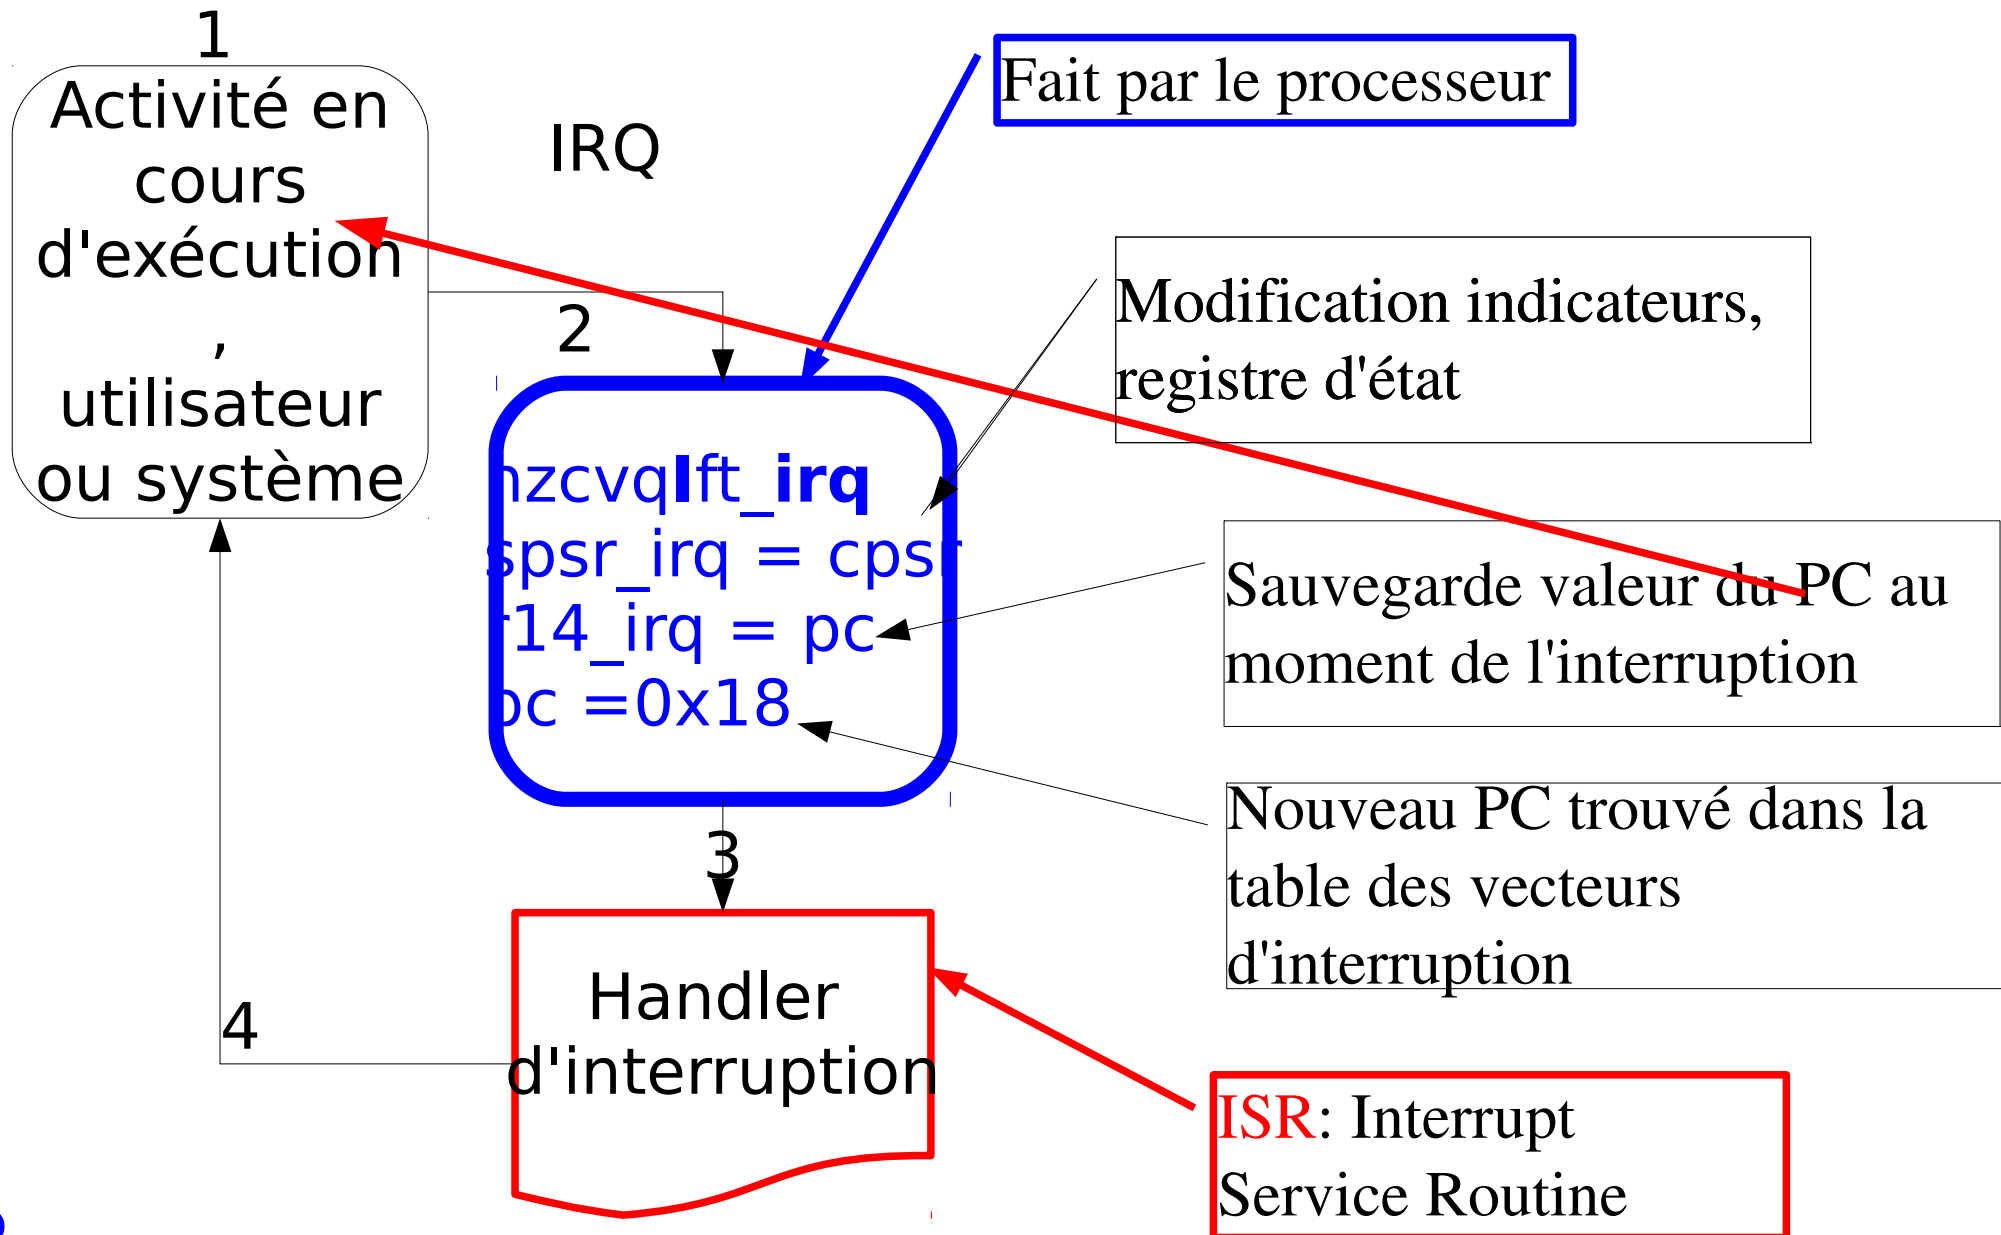 1
Activité en
cours
d'exécution
,
utilisateur
ou système
IRQ
Fait par le processeur
2
Modification indicateurs,
registre d'état
nzcvqIft_irq
spsr_irq = cpsr
r14_irq = pc
pc =0x18
Sauvegarde valeur du PC au
moment de l'interruption
Nouveau PC trouvé dans la
table des vecteurs
d'interruption
3
Handler
d'interruption
4
ISR: Interrupt
Service Routine